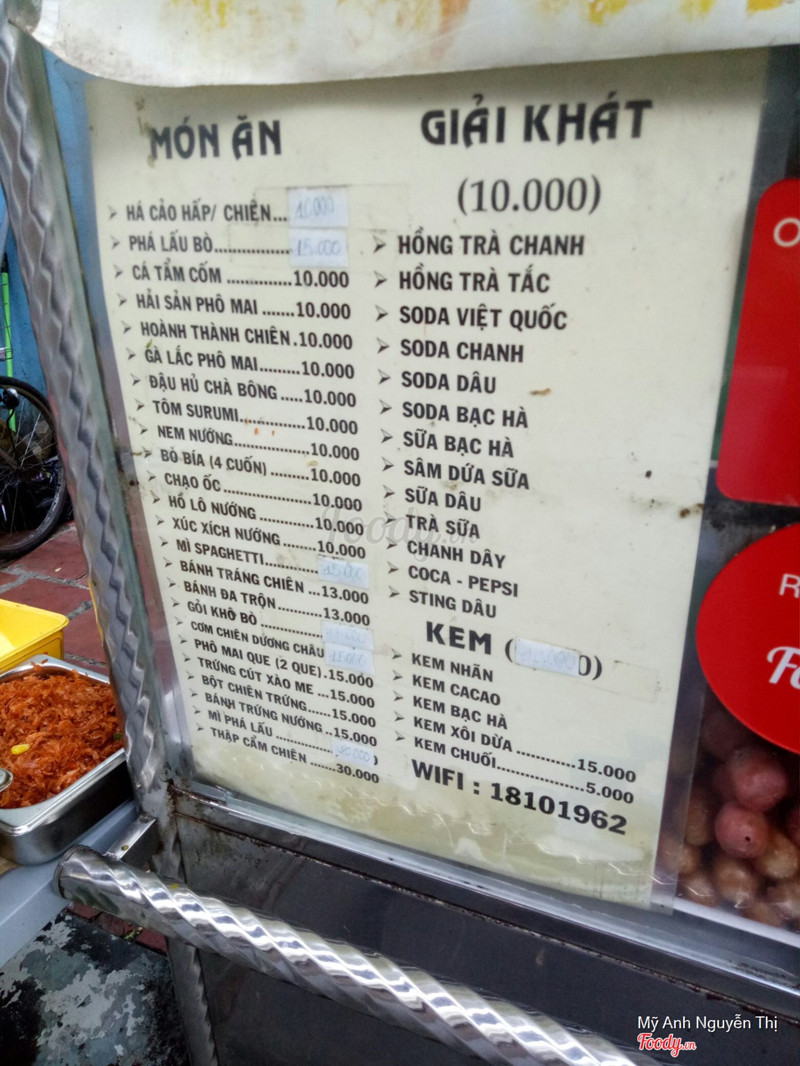 MÓN ĂN
HÁ CẢO HẤP/ CHIÊN... 10.000
PHÁ LẤU BÒ................. 15.000
CÁ TẨM CỐM ..............10.000
HẢI SẢN PHÔ MAI .......10.000
HOÀNH THÀNH CHIÊN.10.000
GÀ LẮC PHÔ MAI.........10.000
ĐẬU HỦ CHÀ BÔNG .....10.000
TÔM SURUMI...............10.000
NEM NƯỚNG.................10.000
BÒ BÍA (4 CUỐN) ..........10.000
CHẠO ỐC .....................10.000
HỒ LÔ NƯỚNG .............10.000
XÚC XÍCH NƯỚNG .......10.000
MÌ SPAGHETTI............ 15.000
BÁNH TRÁNG CHIÊN ...13.000
BÁNH ĐA TRỘN...........13.000
GỎI KHÔ BÒ ..............
CƠM CHIÊN DƯƠNG CHÂU 15.000
PHÔ MAI QUE (2 QUE).15.000
TRỨNG CÚT XÀO ME ...15.000
BỘT CHIÊN TRỨNG......15.000
BÁNH TRỨNG NƯỚNG ..15.000
MÌ PHÁ LẤU ..................
THẬP CẨM CHIÊN ......30.000
GIẢI KHÁT
(10.000)
HỒNG TRÀ CHANH
HỒNG TRÀ TẮC
SODA VIỆT QUỐC
SODA CHANH
SODA DÂU
SODA BẠC HÀ
SỮA BẠC HÀ
SÂM DỨA SỮA
SỮA DÂU
TRÀ SỮA
CHANH DÂY
COCA - PEPSI
STING DÂU
KEM (
KEM NHÃN
KEM CACAO
KEM BẠC HÀ
KEM XÔI DỪA ............15.000
KEM CHUỐI..................5.000
WIFI : 18101962
Foody.vn
Mỹ Anh Nguyễn Thị
Foody.vn